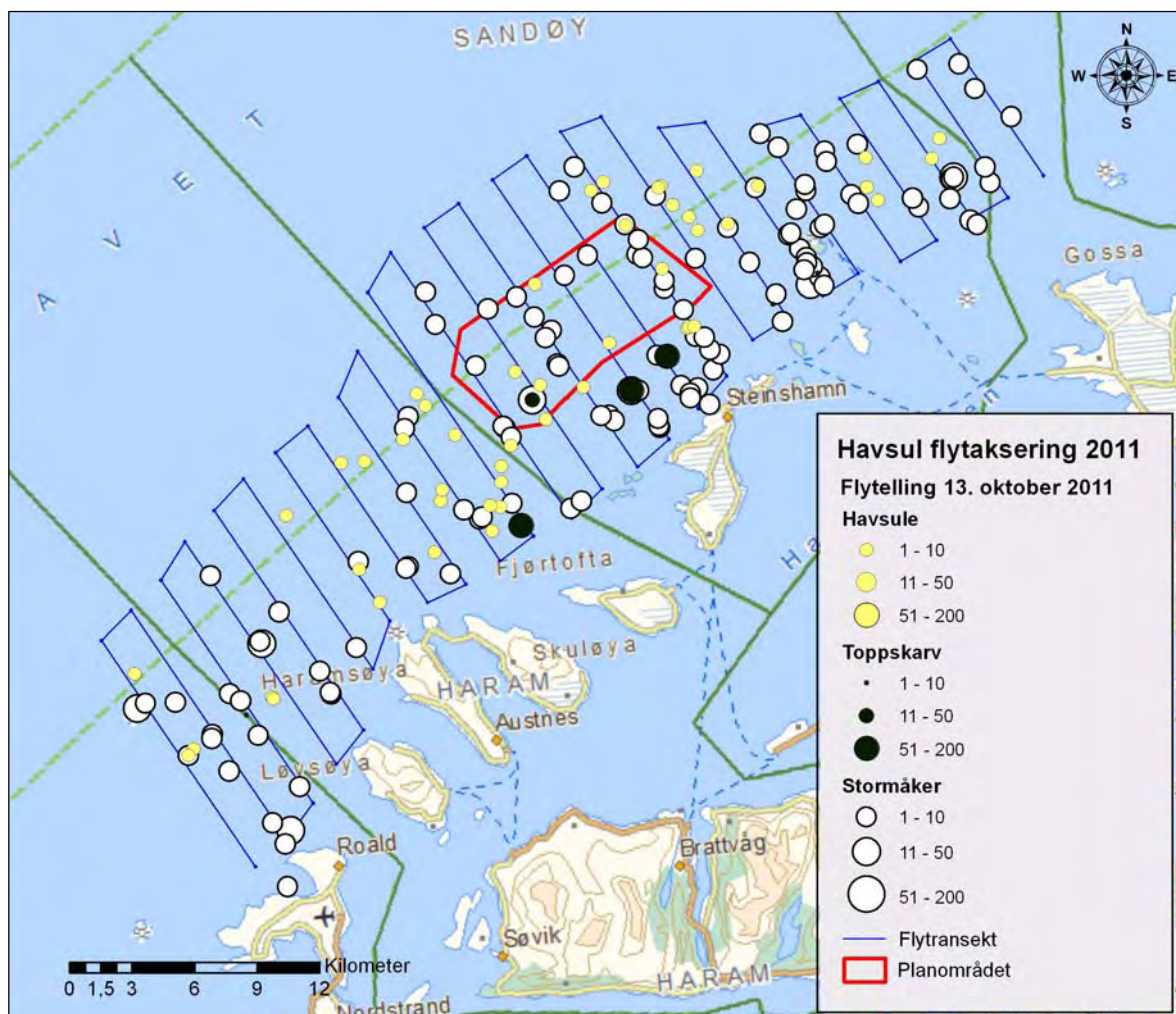 SANDØY
N
W
E
S
T
E
V
A
Gossa
Steinshamn
Fjørtofta
Skuløya
Haramsøya
HARAM
Austnes
Løvsøya
Roald
Brattvåg
Søvik
HARAM
Nordstrand
Kilometer
0 1,5 3 6 9 12
Havsul flytaksering 2011
Flytelling 13. oktober 2011
Havsule
1 - 10
11 - 50
51 - 200
Toppskarv
1 - 10
11 - 50
51 - 200
Stormåker
1 - 10
11 - 50
51 - 200
Flytransekt
Planområdet